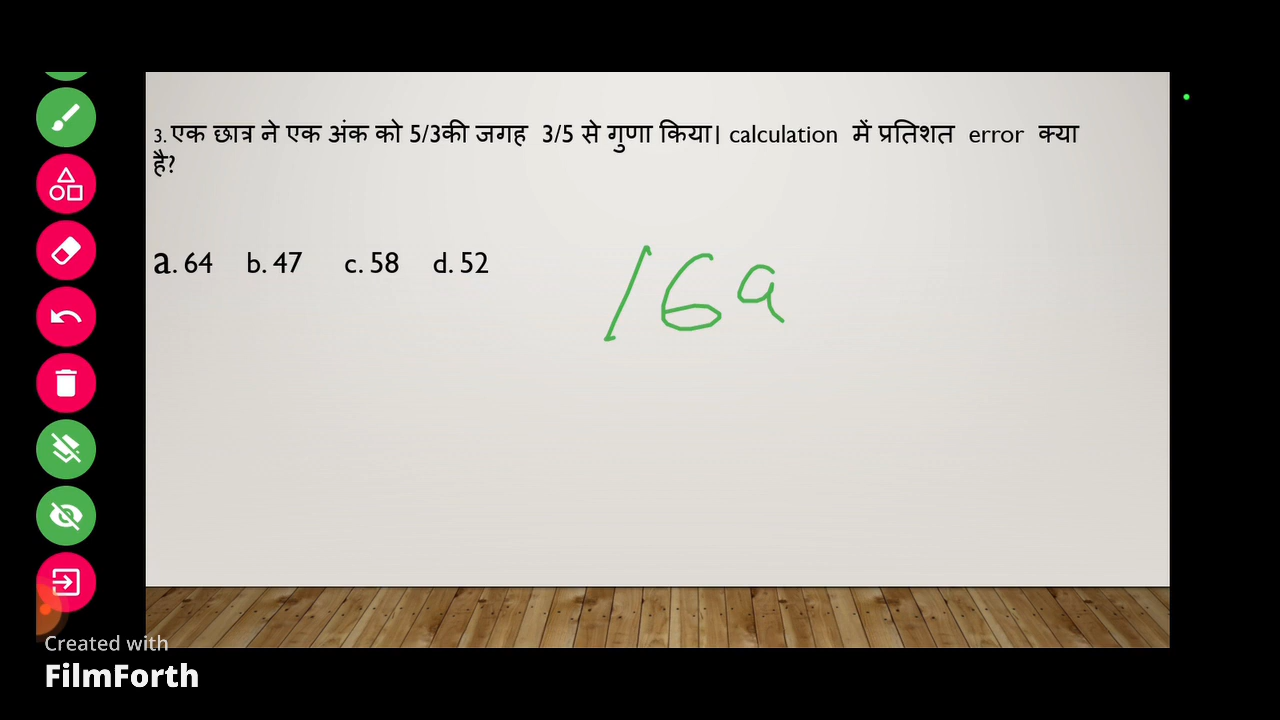 3. एक छात्र ने एक अंक को 5/3की जगह 3/5 से गुणा किया। calculation में प्रतिशत error क्या
है?
a. 64 b. 47 c. 58 d. 52
169
Created with
FilmForth